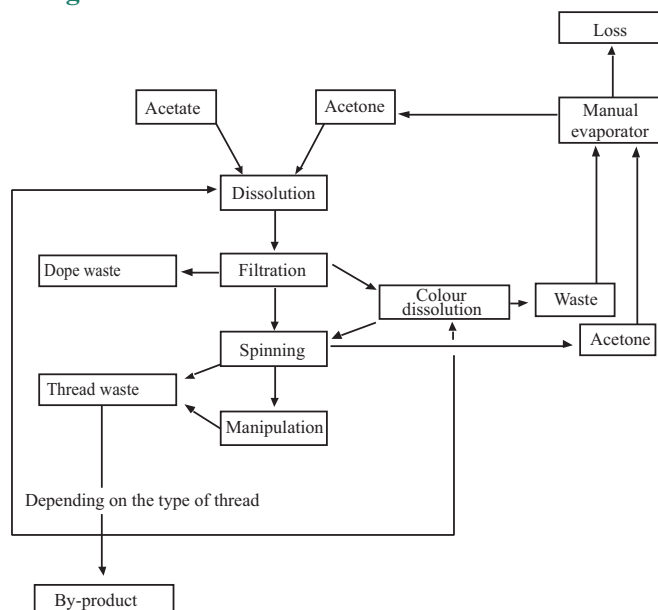 Loss
Acetate
Acetone
Manual
evaporator
Dissolution
Dope waste
Filtration
Colour
dissolution
Waste
Spinning
Acetone
Thread waste
Manipulation
Depending on the type of thread
By-product